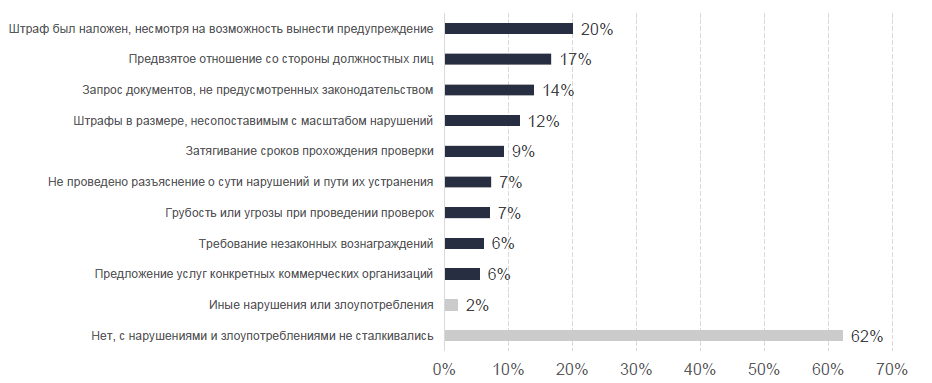 Штраф был наложен, несмотря на возможность вынести предупреждение 20%
Предвзятое отношение со стороны должностных лиц 17%
Запрос документов, не предусмотренных законодательством 14%
Штрафы в размере, несопоставимым с масштабом нарушений 12%
Затягивание сроков прохождения проверки 9%
Не проведено разъяснение о сути нарушений и пути их устранения 7%
Грубость или угрозы при проведении проверок 7%
Требование незаконных вознаграждений 6%
Предложение услуг конкретных коммерческих организаций 6%
Иные нарушения или злоупотребления 2%
Нет, с нарушениями и злоупотреблениями не сталкивались 62%
0% 10% 20% 30% 40% 50% 60% 70%